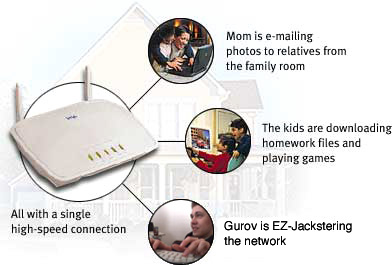 Mom is e-mailing
photos to relatives from
the family room
The kids are downloading
homework files and
playing games
All with a single
high-speed connection
Gurov is EZ-Jackstering
the network